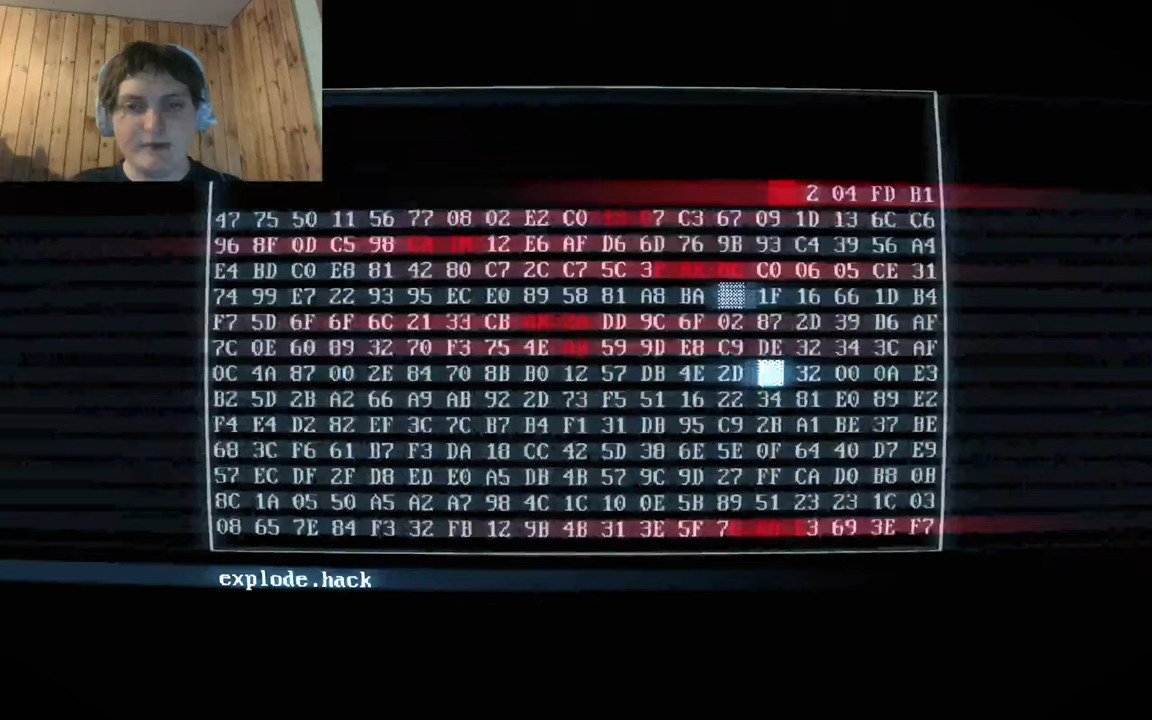 2 04 FD B1
47 75 50 11 56 77 08 02 E2 C0 7 C3 67 09 1D 13 6C C6
96 8F 0D C5 98 12 E6 AF D6 6D 76 9B 93 C4 39 56 A4
E4 BD C0 E8 81 42 80 C7 2C C7 5C 3 C0 06 05 CE 31
74 99 E7 22 93 95 EC E0 89 58 81 A8 BA 1F 16 66 1D B4
F7 5D 6F 6F 6C 21 33 CB DD 9C 6F 02 87 2D 39 B6 AF
7C 0E 60 89 32 70 F3 75 4E 59 9D E8 C9 DE 32 34 3C AF
0C 4A 87 00 2E 84 70 8B B0 12 57 DB 4E 2D 32 00 0A E3
B2 5D 2B A2 66 A9 AB 92 2D 73 F5 51 16 22 34 81 E0 89 E2
F4 E4 D2 82 EF 3C 7C B7 B4 F1 31 DB 95 C9 2B A1 BE 37 BE
68 3C F6 61 B7 F3 DA 18 CC 42 5D 38 6E 5E 0F 64 40 D7 E9
57 EC DF 2F D8 ED E0 A5 DB 4B 57 9C 9D 27 FF CA D0 B8 0B
8C 1A 05 50 A5 A2 A7 98 4C 1C 10 0E 5B 89 51 23 23 1C 03
08 65 7E 84 F3 32 FB 12 9B 4B 31 3E 5F 7 3 69 3E F7
explode.hack